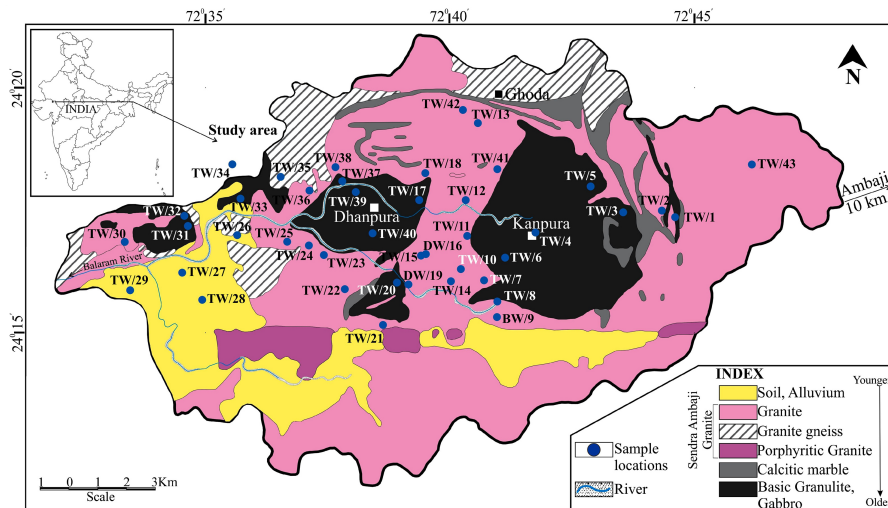 72°35'
72°40'
72°45'
24°20'
24°15'
INDIA
Study area
N
Ghoda
TW/42
TW/13
TW/38
TW/37
TW/18
TW/41
TW/43
TW/34
TW/35
TW/17
TW/12
TW/5
TW/36
TW/39
TW/33
TW/2
TW/3
TW/1
Ambaji
10 km
TW/32
Dhanpura
Kanpura
TW/31
TW/26
TW/25
TW/40
TW/11
TW/4
TW/30
TW/24
TW/23
TW/15
DW/16
TW/6
Balaram River
TW/10
TW/27
TW/29
TW/28
TW/22
TW/20
DW/19
TW/14
TW/7
TW/8
BW/9
TW/21
1 0 1 2 3Km
Scale
Sample
locations
River
INDEX
Younger
Soil, Alluvium
Granite
Granite gneiss
Porphyritic Granite
Sendra Ambaji
Granite
Calcitic marble
Basic Granulite,
Gabbro
Olde